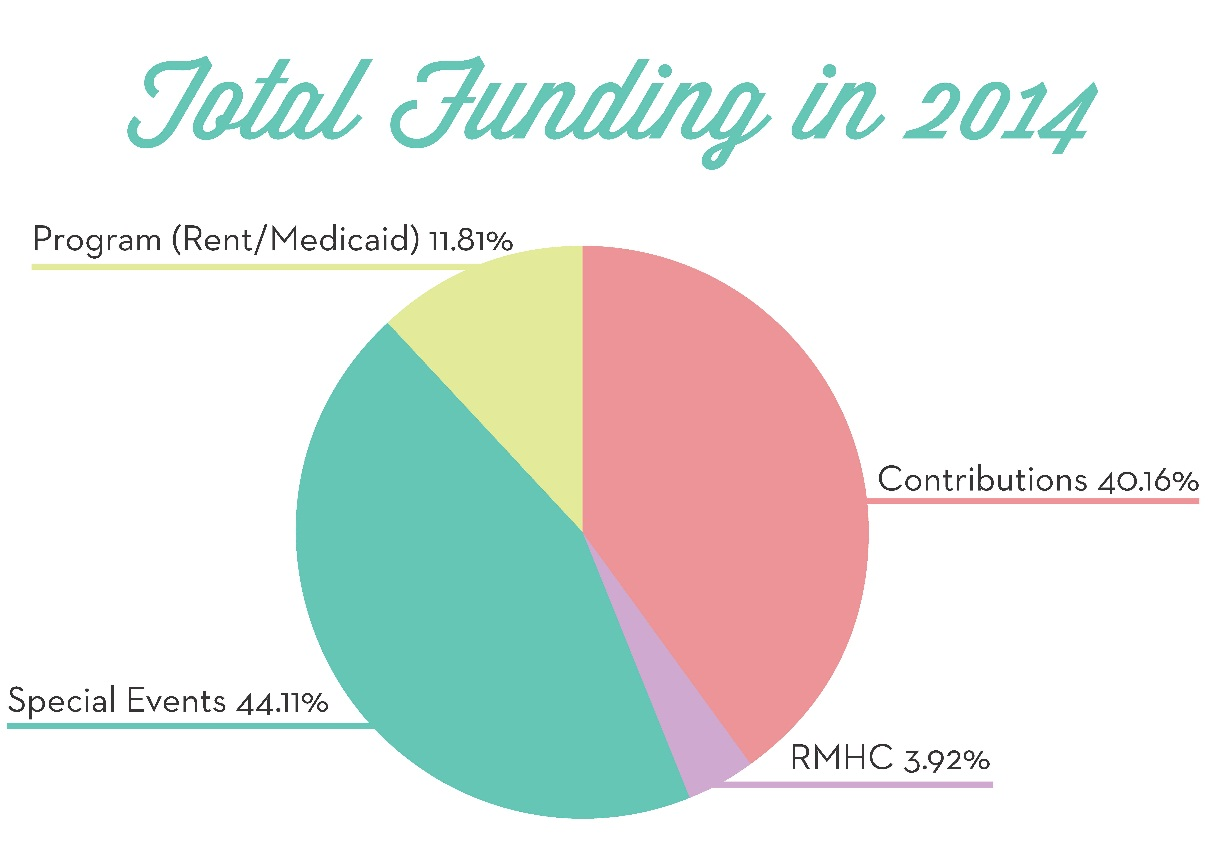 Total Funding in 2014
Program (Rent/Medicaid) 11.81%
Contributions 40.16%
Special Events 44.11%
RMHC 3.92%